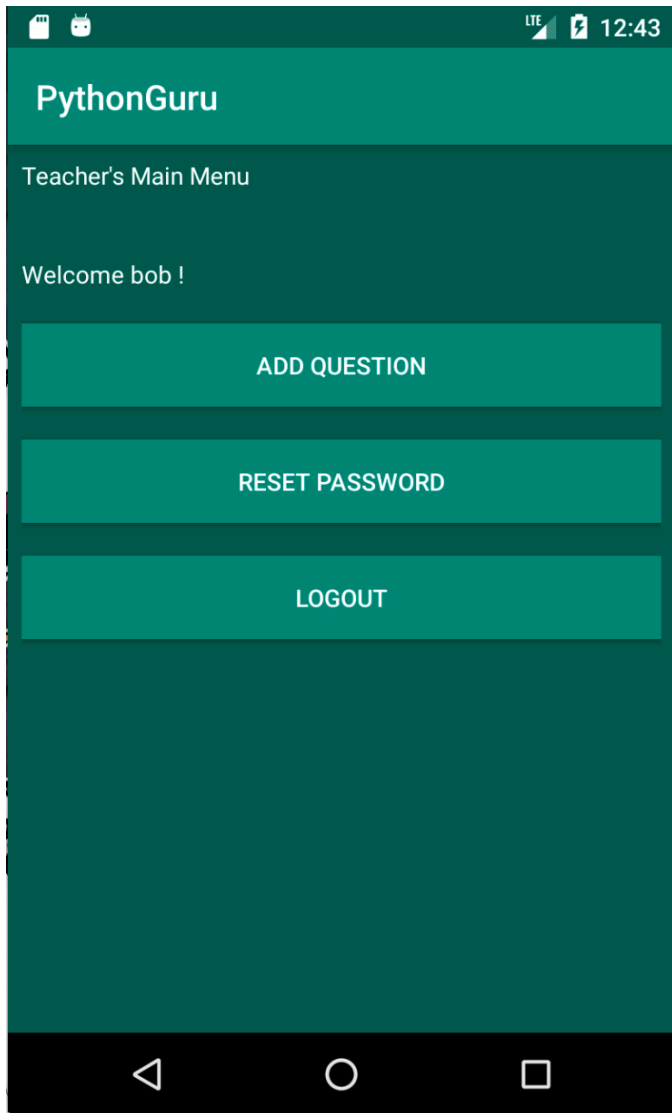 LTE 12:43
PythonGuru
Teacher's Main Menu
Welcome bob !
ADD QUESTION
RESET PASSWORD
LOGOUT